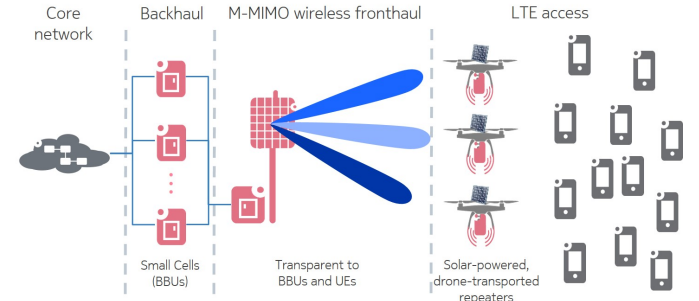 Core
network
Backhaul
M-MIMO wireless fronthaul
LTE access
Small Cells
(BBUs)
Transparent to
BBUs and UEs
Solar-powered,
drone-transported
repeaters